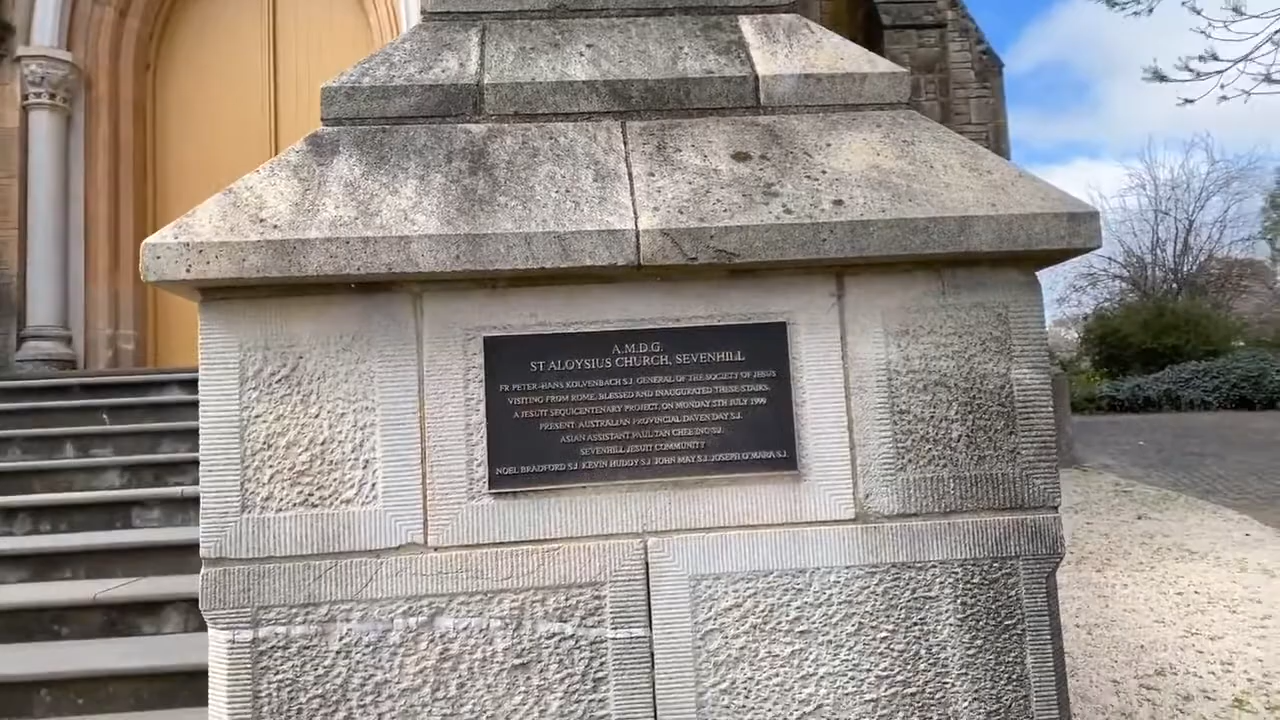 A.M.D.G.
ST ALOYSIUS CHURCH, SEVENHILL
FR PETER-HANS KOLVENBACH S.J. GENERAL OF THE SOCIETY OF JESUS
VISITING FROM ROME, BLESSED AND INAUGURATED THESE STAIRS,
A JESUIT SEQUICENTENARY PROJECT, ON MONDAY 5TH JULY 1999
PRESENT: AUSTRALIAN PROVINCIAL DAVEN DAY S.J.
ASIAN ASSISTANT PAUL TAN CHEE ING S.J.
SEVENHILL JESUIT COMMUNITY
NOEL BRADFORD S.J. KEVIN HUDDY S.J. JOHN MAY S.J. JOSEPH O'MARA S.J.